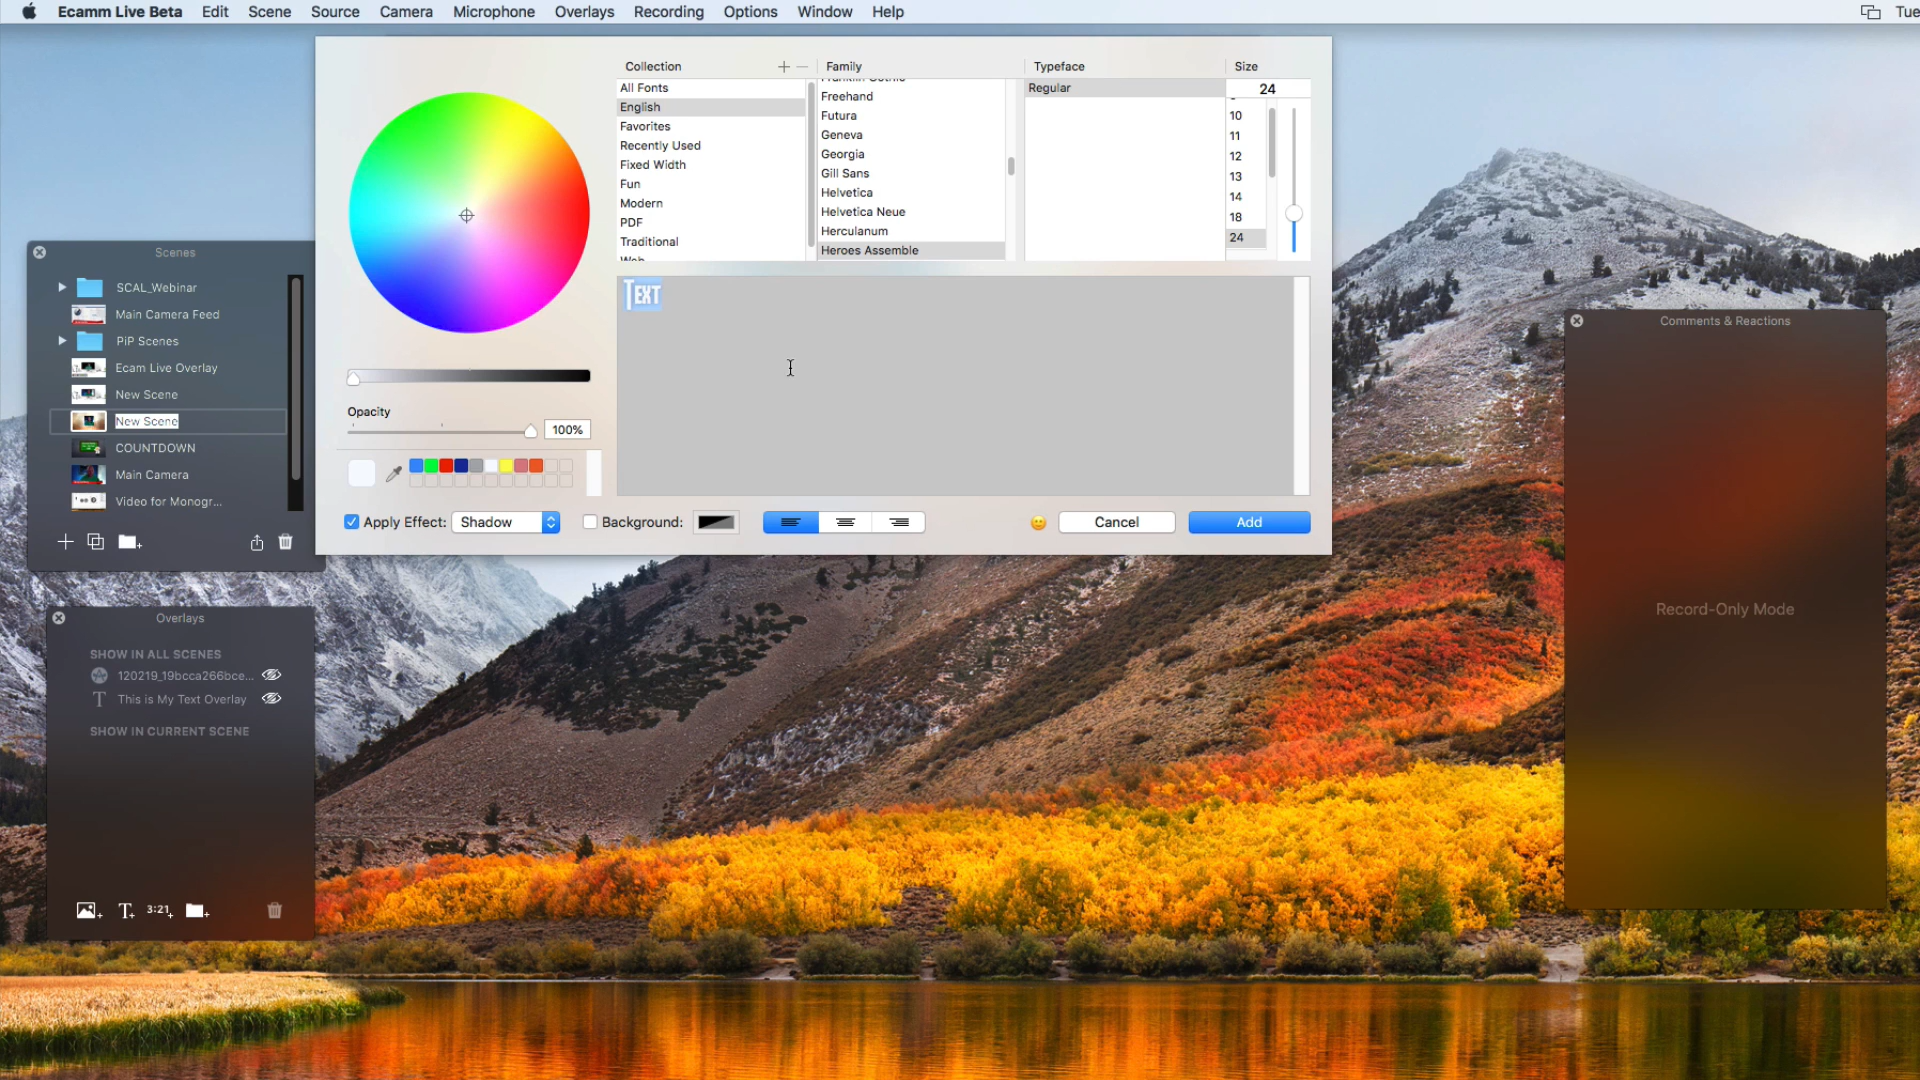 Ecamm Live Beta Edit Scene Source Camera Microphone Overlays Recording Options Window Help Tue
Collection + − Family Typeface Size
All Fonts
English
Favorites
Recently Used
Fixed Width
Fun
Modern
PDF
Traditional
Web
Franklin Gothic
Freehand
Futura
Geneva
Georgia
Gill Sans
Helvetica
Helvetica Neue
Herculanum
Heroes Assemble
Regular
24
10
11
12
13
14
18
24
Text
Opacity
100%
Apply Effect: Shadow Background: Cancel Add
Scenes
SCAL_Webinar
Main Camera Feed
PiP Scenes
Ecam Live Overlay
New Scene
New Scene
COUNTDOWN
Main Camera
Video for Monogr...
Overlays
SHOW IN ALL SCENES
120219_19bcca266bce...
This is My Text Overlay
SHOW IN CURRENT SCENE
T+ 3:21+
Comments & Reactions
Record-Only Mode